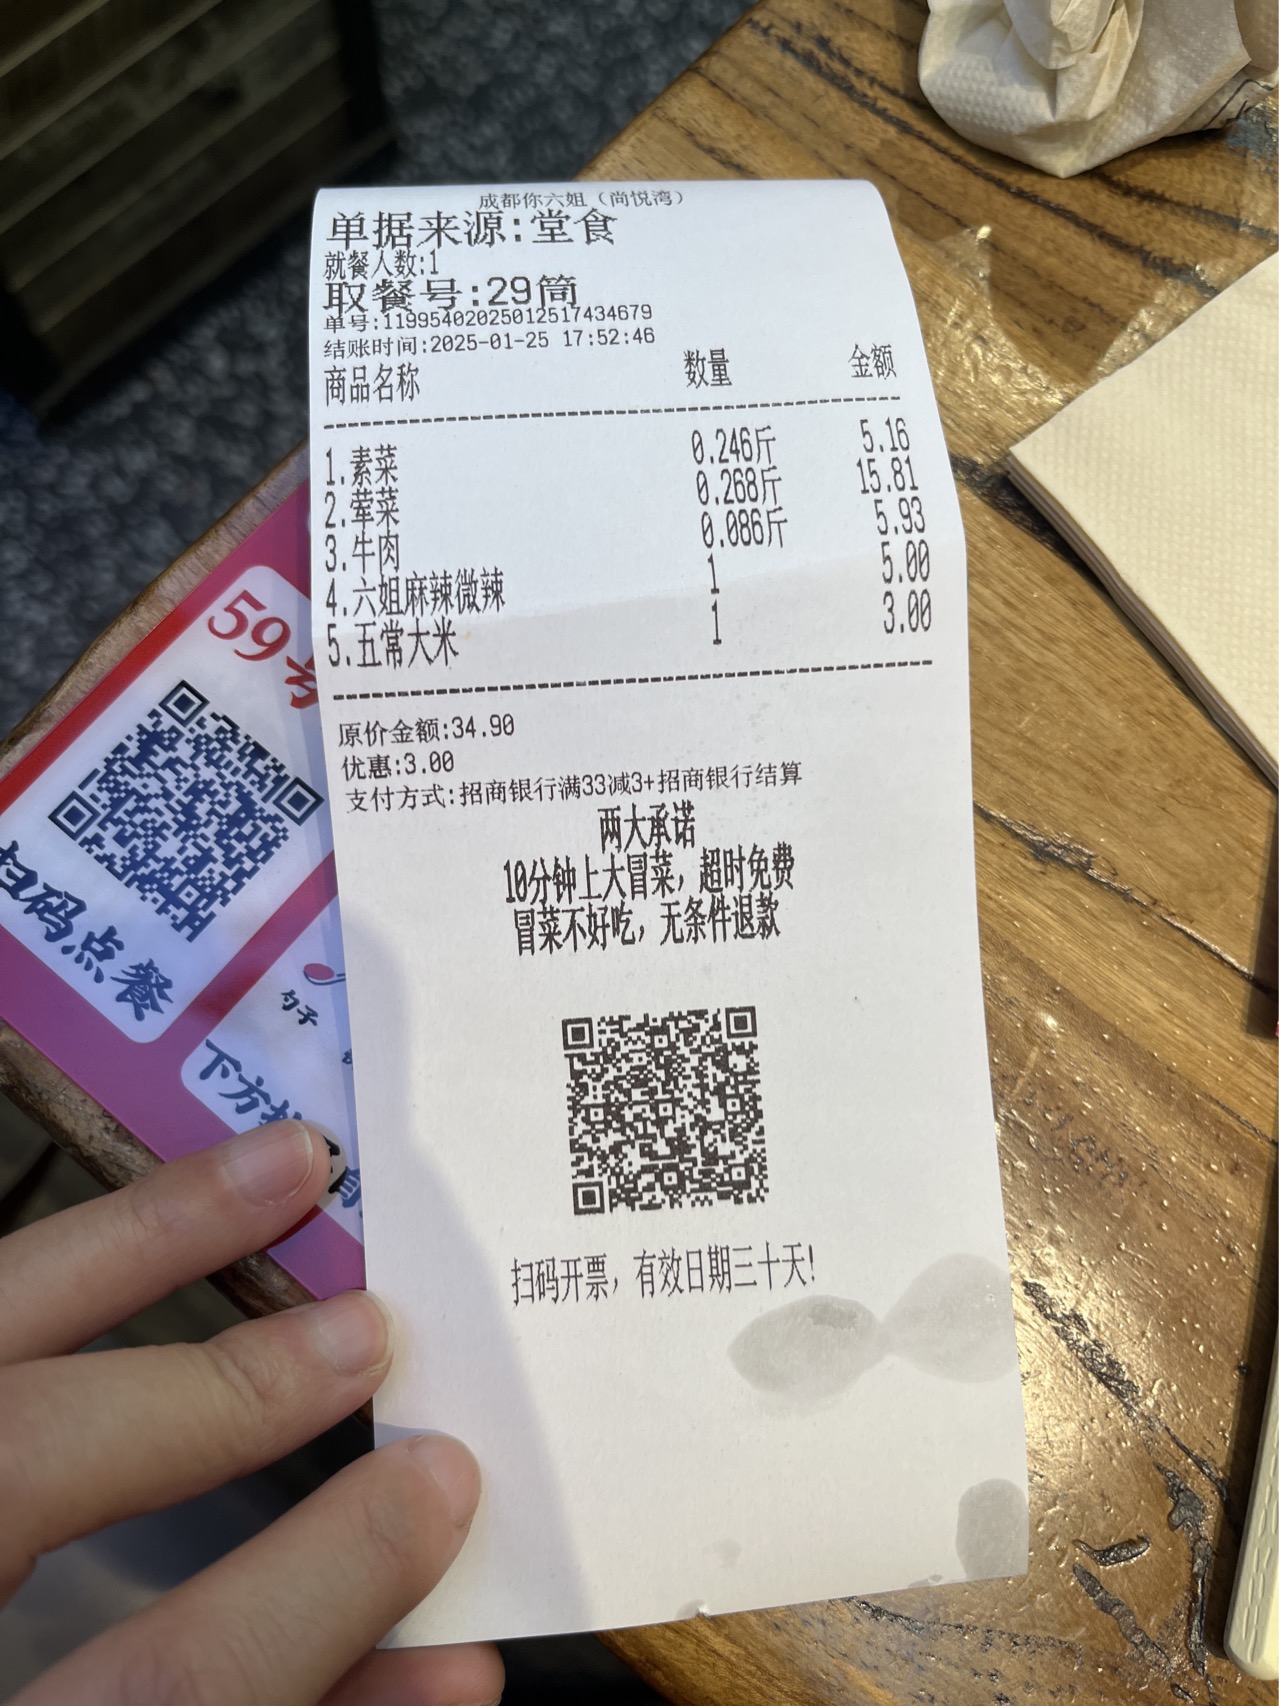 成都你六姐（尚悦湾）
单据来源:堂食
就餐人数:1
取餐号:29筒
单号:11995402025012517434679
结账时间:2025-01-25 17:52:46
商品名称 数量 金额
1.素菜 0.246斤 5.16
2.荤菜 0.268斤 15.81
3.牛肉 0.086斤 5.93
4.六姐麻辣微辣 1 5.00
5.五常大米 1 3.00
原价金额:34.90
优惠:3.00
支付方式:招商银行满33减3+招商银行结算
两大承诺
10分钟上大冒菜，超时免费
冒菜不好吃，无条件退款
扫码开票，有效日期三十天！
59号
扫码点餐
勺子
下方